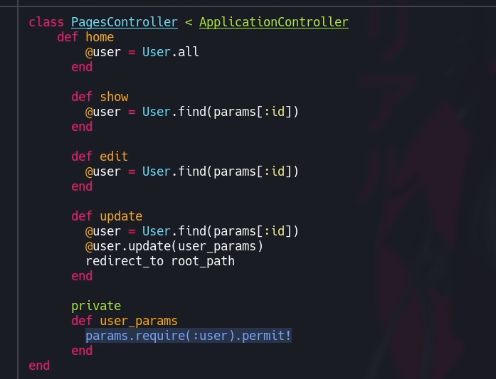 class PagesController < ApplicationController
def home
@user = User.all
end
def show
@user = User.find(params[:id])
end
def edit
@user = User.find(params[:id])
end
def update
@user = User.find(params[:id])
@user.update(user_params)
redirect_to root_path
end
private
def user_params
params.require(:user).permit!
end
end